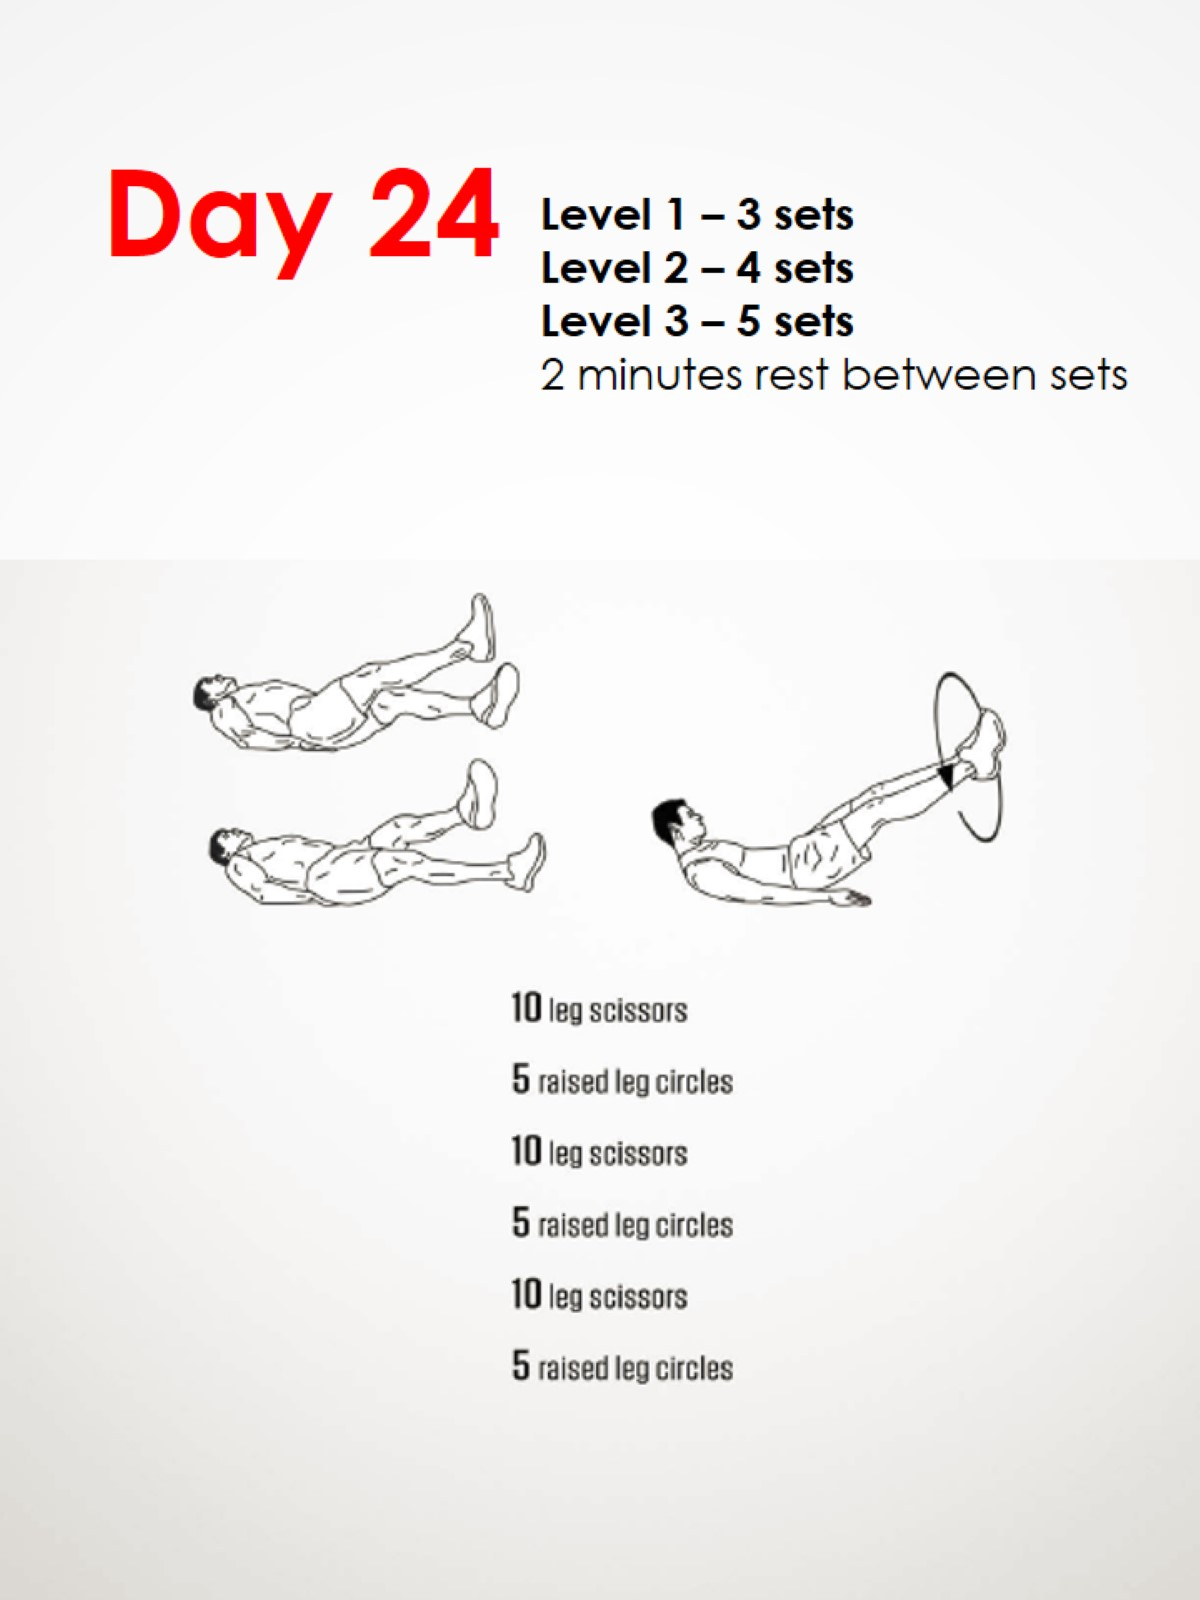 Day 24
Level 1 – 3 sets
Level 2 – 4 sets
Level 3 – 5 sets
2 minutes rest between sets
10 leg scissors
5 raised leg circles
10 leg scissors
5 raised leg circles
10 leg scissors
5 raised leg circles